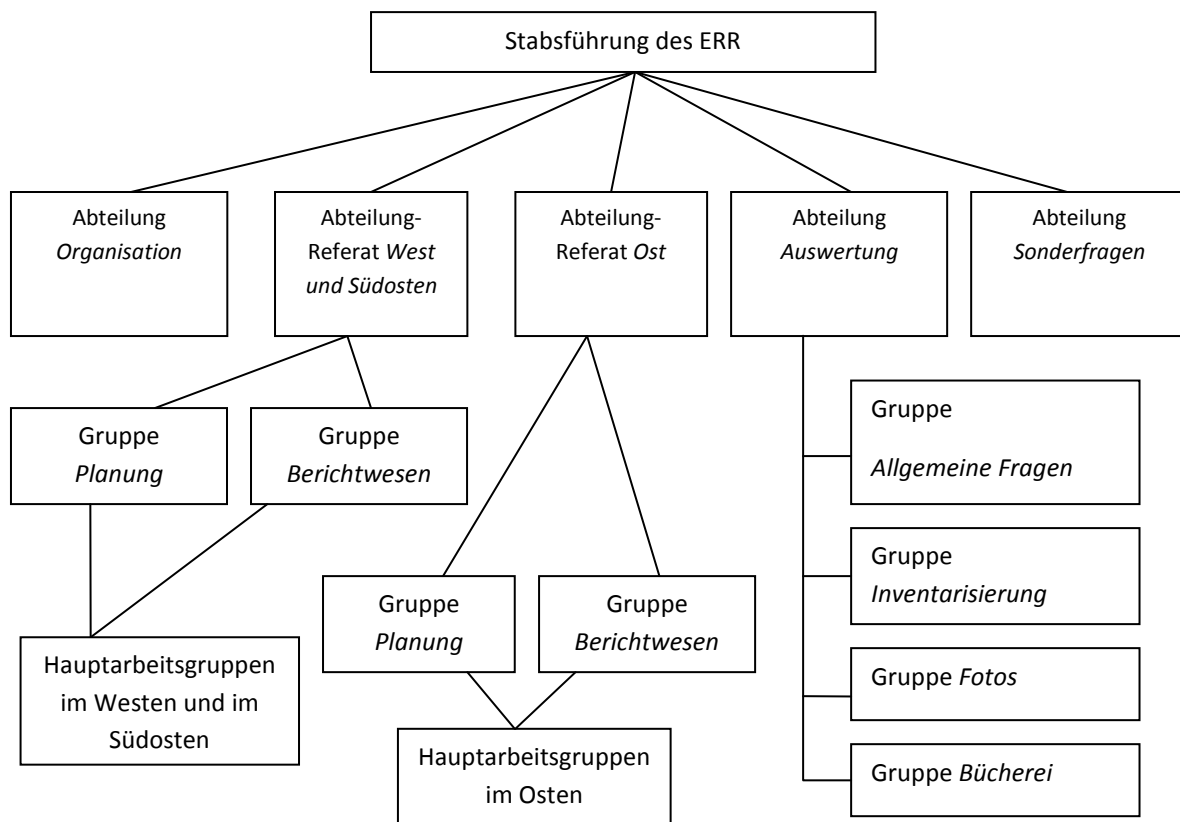 Stabsführung des ERR
Abteilung
Organisation
Abteilung-
Referat West
und Südosten
Abteilung-
Referat Ost
Abteilung
Auswertung
Abteilung
Sonderfragen
Gruppe
Planung
Gruppe
Berichtwesen
Gruppe
Allgemeine Fragen
Gruppe
Inventarisierung
Gruppe
Planung
Gruppe
Berichtwesen
Hauptarbeitsgruppen
im Westen und im
Südosten
Gruppe Fotos
Hauptarbeitsgruppen
im Osten
Gruppe Bücherei